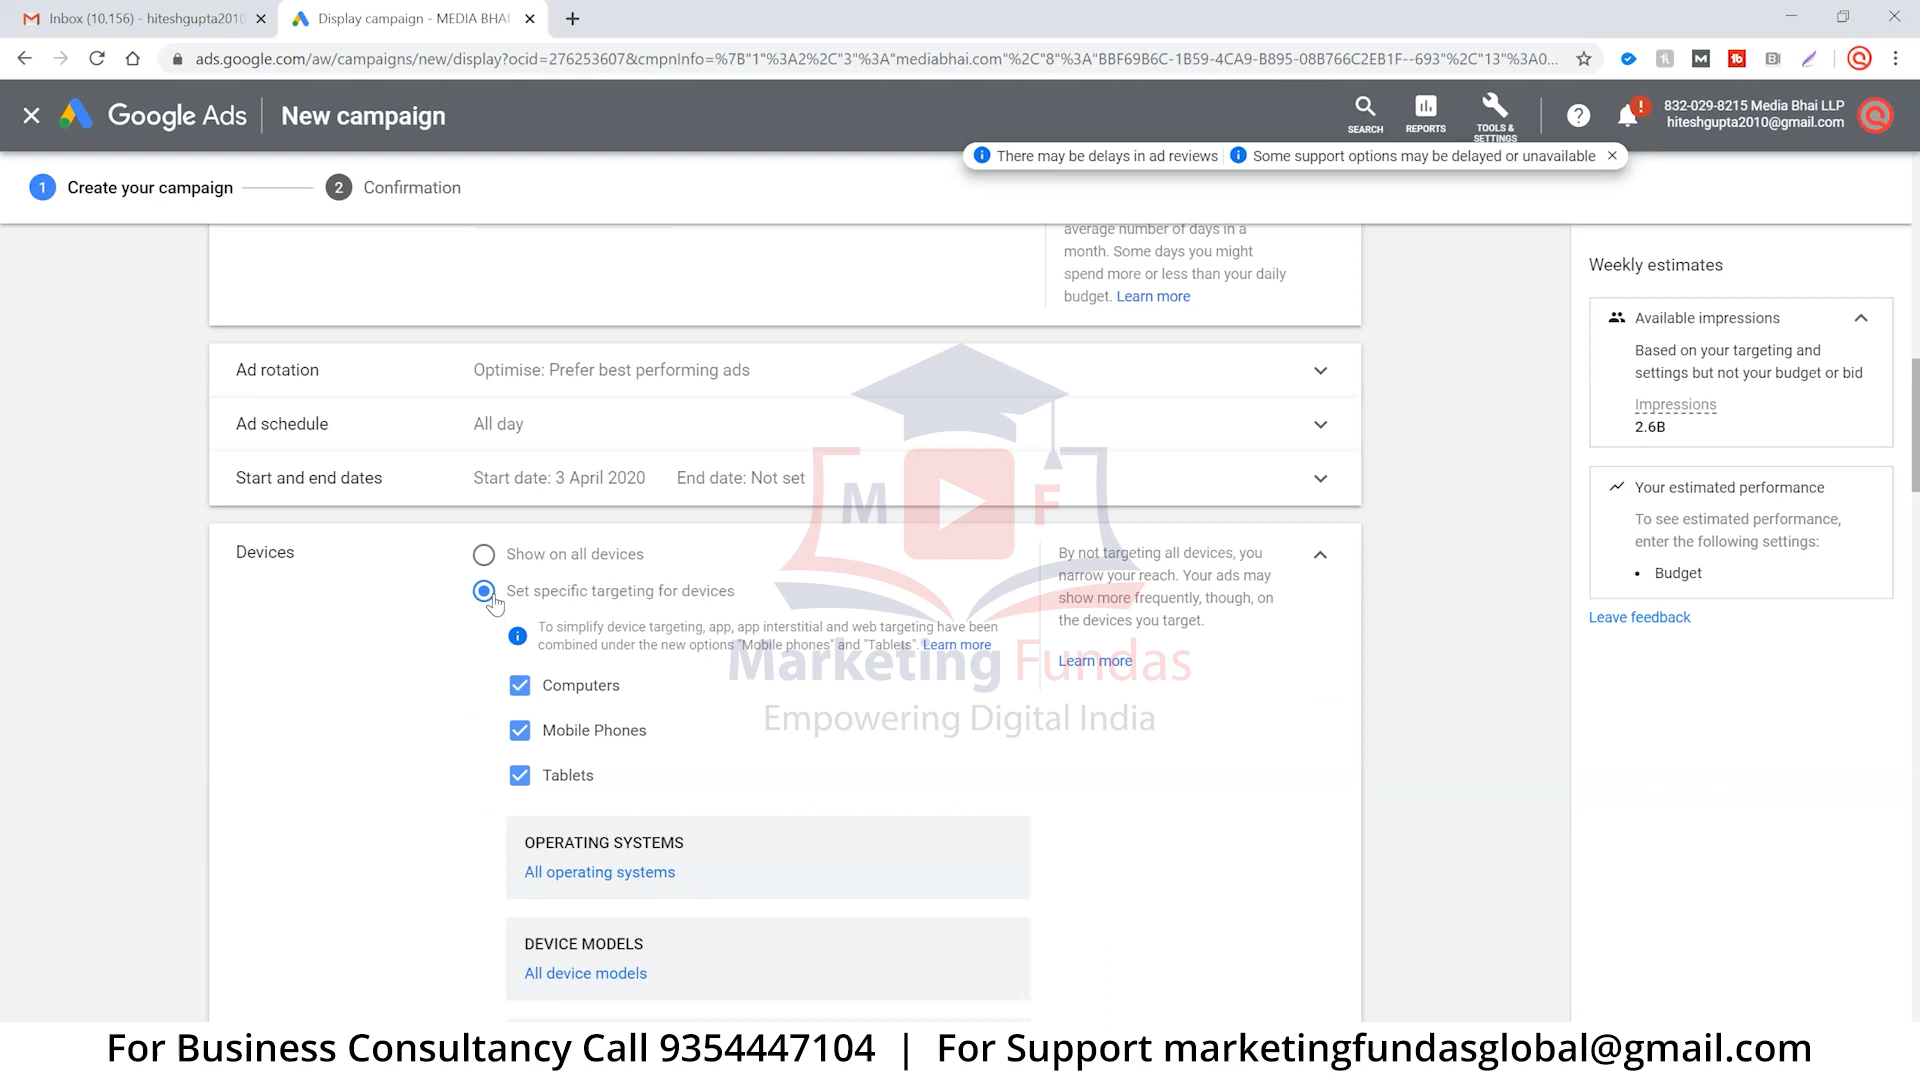 Inbox (10,156) - hiteshgupta2010
Display campaign - MEDIA BHAI
ads.google.com/aw/campaigns/new/display?ocid=276253607&cmpnInfo=%7B"1"%3A2%2C"3"%3A"mediabhai.com"%2C"8"%3A"BBF69B6C-1B59-4CA9-B895-08B766C2EB1F--693"%2C"13"%3A0...
Google Ads
New campaign
SEARCH
REPORTS
TOOLS &
SETTINGS
832-029-8215 Media Bhai LLP
hiteshgupta2010@gmail.com
There may be delays in ad reviews
Some support options may be delayed or unavailable
1 Create your campaign
2 Confirmation
average number of days in a
month. Some days you might
spend more or less than your daily
budget. Learn more
Ad rotation
Optimise: Prefer best performing ads
Ad schedule
All day
Start and end dates
Start date: 3 April 2020 End date: Not set
Devices
Show on all devices
Set specific targeting for devices
To simplify device targeting, app, app interstitial and web targeting have been
combined under the new options "Mobile phones" and "Tablets". Learn more
Computers
Mobile Phones
Tablets
OPERATING SYSTEMS
All operating systems
DEVICE MODELS
All device models
By not targeting all devices, you
narrow your reach. Your ads may
show more frequently, though, on
the devices you target.
Learn more
M F
Marketing Fundas
Empowering Digital India
Weekly estimates
Available impressions
Based on your targeting and
settings but not your budget or bid
Impressions
2.6B
Your estimated performance
To see estimated performance,
enter the following settings:
• Budget
Leave feedback
For Business Consultancy Call 9354447104 | For Support marketingfundasglobal@gmail.com